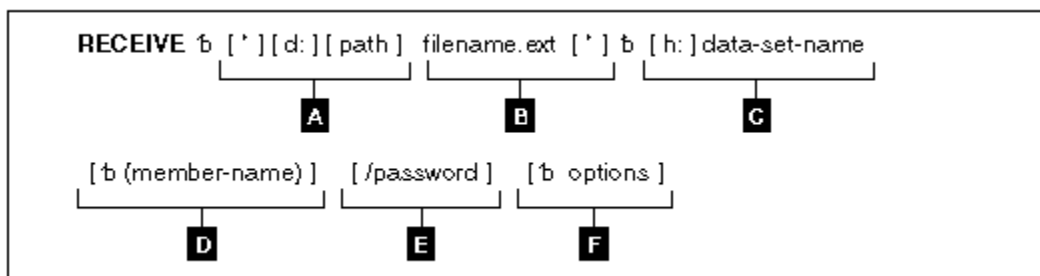 RECEIVE ␢ ['][d:][path] filename.ext ['] ␢ [h:]data-set-name
A B C
[␢ (member-name)] [/password] [␢ options]
D E F